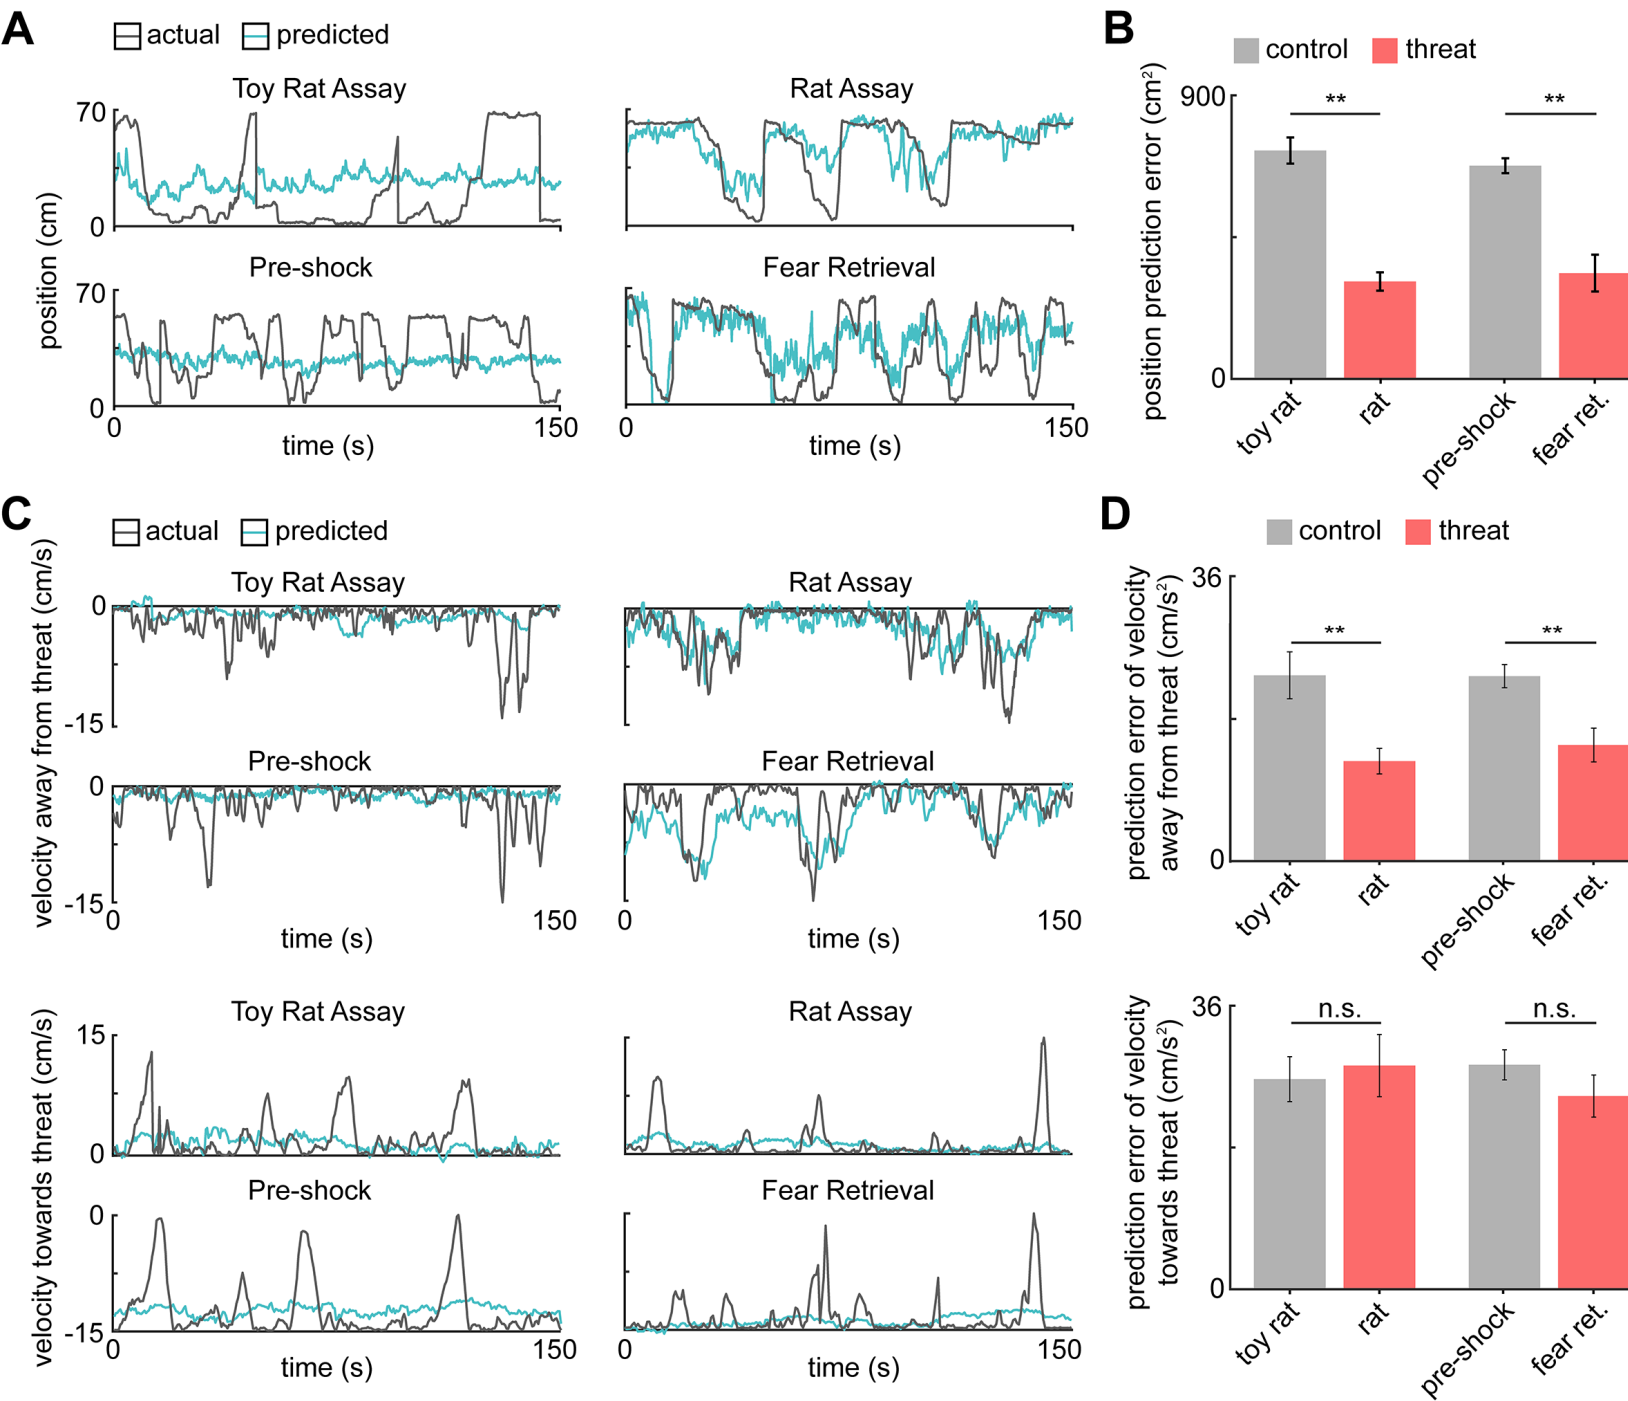 A
actual predicted
Toy Rat Assay
Rat Assay
70
0
position (cm)
Pre-shock
Fear Retrieval
70
0
0 150
0 150
time (s)
time (s)
B
control threat
position prediction error (cm²)
900
** **
0
toy rat
rat
pre-shock
fear ret.
C
actual predicted
velocity away from threat (cm/s)
Toy Rat Assay
Rat Assay
0
-15
Pre-shock
Fear Retrieval
0
-15
0 150
0 150
time (s)
time (s)
velocity towards threat (cm/s)
Toy Rat Assay
Rat Assay
15
0
Pre-shock
Fear Retrieval
0
-15
0 150
0 150
time (s)
time (s)
D
control threat
prediction error of velocity
away from threat (cm/s²)
36
** **
0
toy rat
rat
pre-shock
fear ret.
prediction error of velocity
towards threat (cm/s²)
36
n.s. n.s.
0
toy rat
rat
pre-shock
fear ret.